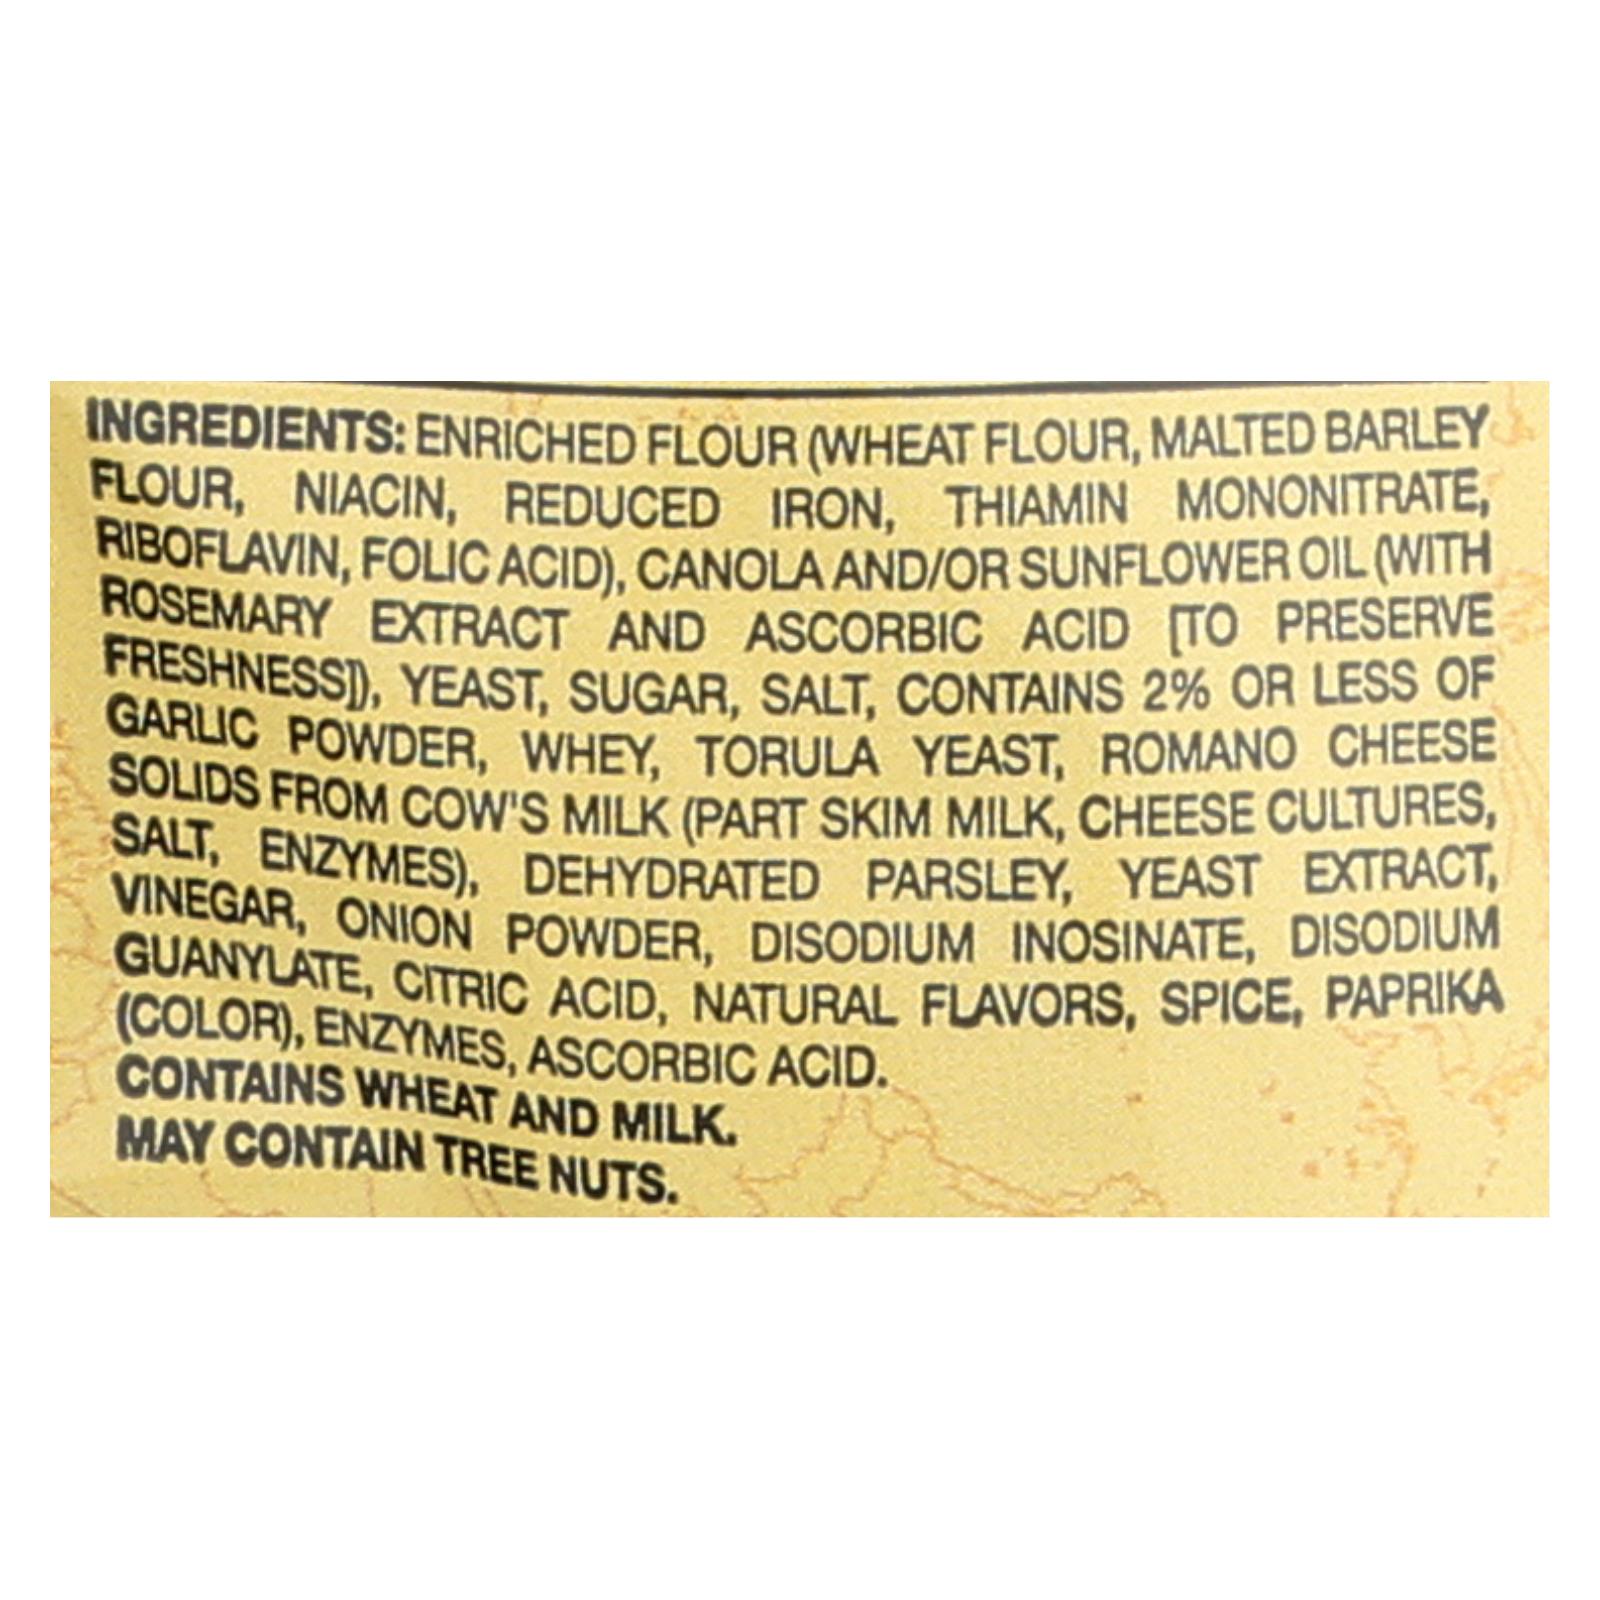 INGREDIENTS: ENRICHED FLOUR (WHEAT FLOUR, MALTED BARLEY
FLOUR, NIACIN, REDUCED IRON, THIAMIN MONONITRATE,
RIBOFLAVIN, FOLIC ACID), CANOLA AND/OR SUNFLOWER OIL (WITH
ROSEMARY EXTRACT AND ASCORBIC ACID [TO PRESERVE
FRESHNESS]), YEAST, SUGAR, SALT, CONTAINS 2% OR LESS OF
GARLIC POWDER, WHEY, TORULA YEAST, ROMANO CHEESE
SOLIDS FROM COW'S MILK (PART SKIM MILK, CHEESE CULTURES,
SALT, ENZYMES), DEHYDRATED PARSLEY, YEAST EXTRACT,
VINEGAR, ONION POWDER, DISODIUM INOSINATE, DISODIUM
GUANYLATE, CITRIC ACID, NATURAL FLAVORS, SPICE, PAPRIKA
(COLOR), ENZYMES, ASCORBIC ACID.
CONTAINS WHEAT AND MILK.
MAY CONTAIN TREE NUTS.